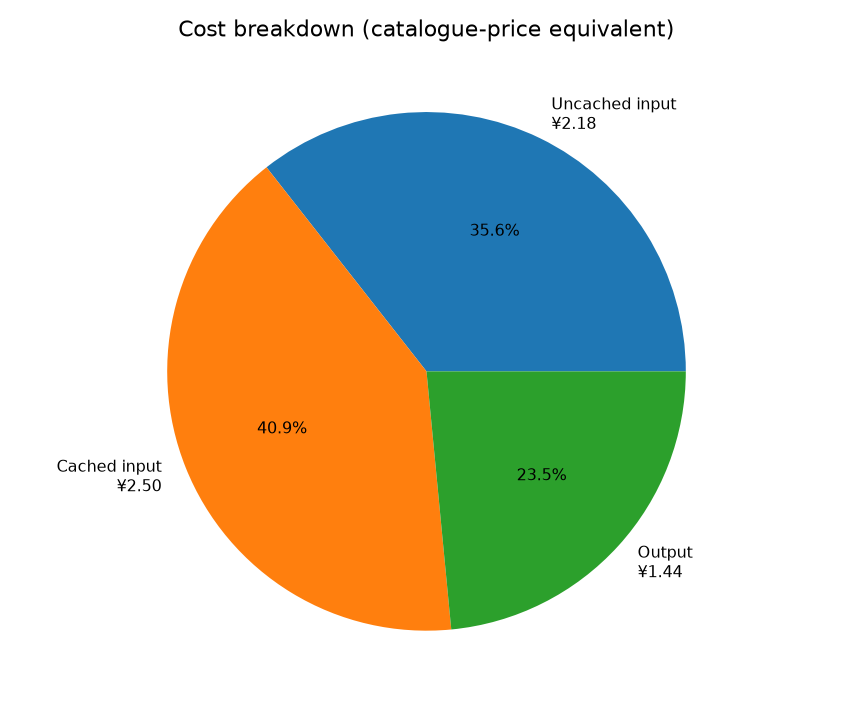 Cost breakdown (catalogue-price equivalent)
Uncached input
¥2.18
35.6%
40.9%
Cached input
¥2.50
23.5%
Output
¥1.44